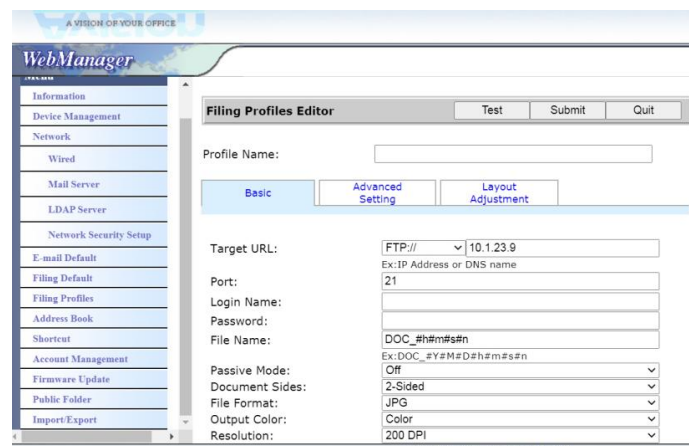 A VISION OF YOUR OFFICE
WebManager
Menu
Information
Device Management
Network
Wired
Mail Server
LDAP Server
Network Security Setup
E-mail Default
Filing Default
Filing Profiles
Address Book
Shortcut
Account Management
Firmware Update
Public Folder
Import/Export
Filing Profiles Editor Test Submit Quit
Profile Name:
Basic Advanced Setting Layout Adjustment
Target URL: FTP:// 10.1.23.9
Ex:IP Address or DNS name
Port: 21
Login Name:
Password:
File Name: DOC_#h#m#s#n
Ex:DOC_#Y#M#D#h#m#s#n
Passive Mode: Off
Document Sides: 2-Sided
File Format: JPG
Output Color: Color
Resolution: 200 DPI